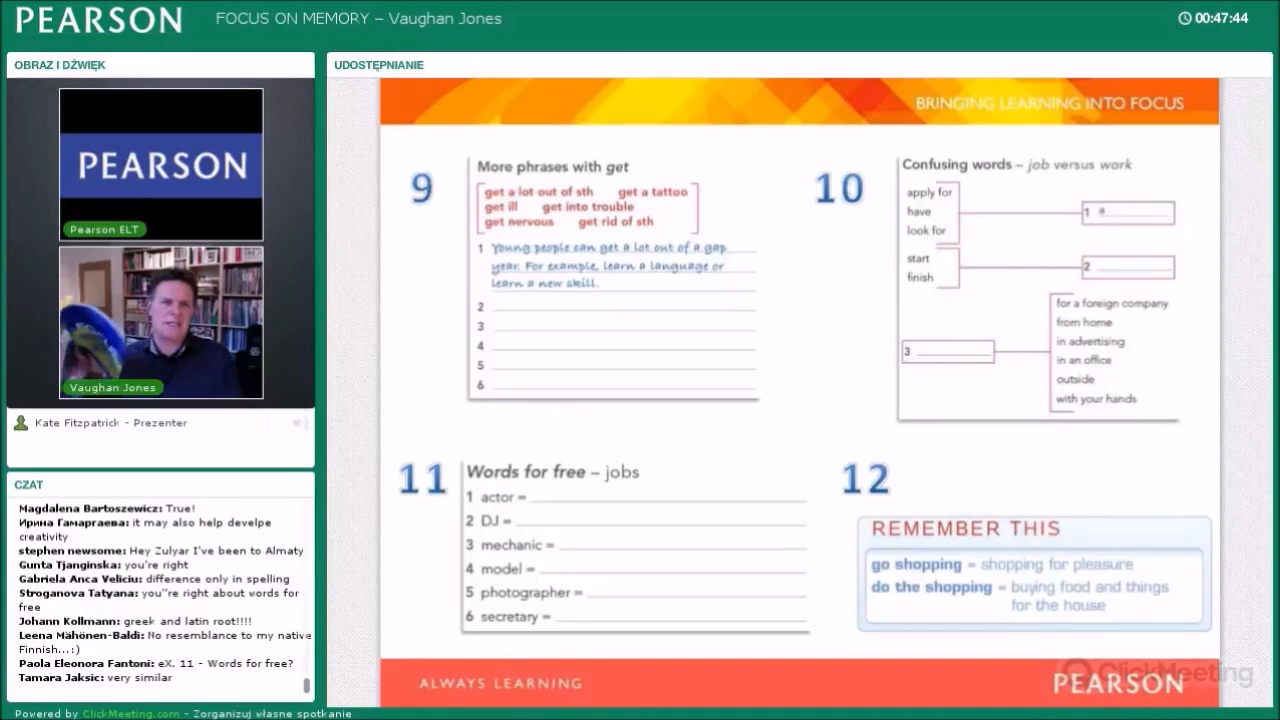 PEARSON
FOCUS ON MEMORY – Vaughan Jones
00:47:44
OBRAZ I DŹWIĘK
PEARSON
Pearson ELT
Vaughan Jones
Kate Fitzpatrick - Prezenter
CZAT
Magdalena Bartoszewicz: True!
Ирина Гамаргаева: it may also help develpe
creativity
stephen newsome: Hey Zulyar I've been to Almaty
Gunta Tjanginska: you're right
Gabriela Anca Veliciu: difference only in spelling
Stroganova Tatyana: you"re right about words for
free
Johann Kollmann: greek and latin root!!!!
Leena Mähönen-Baldi: No resemblance to my native
Finnish...:)
Paola Eleonora Fantoni: eX. 11 - Words for free?
Tamara Jaksic: very similar
UDOSTĘPNIANIE
BRINGING LEARNING INTO FOCUS
9
More phrases with get
get a lot out of sth get a tattoo
get ill get into trouble
get nervous get rid of sth
1 Young people can get a lot out of a gap
year. For example, learn a language or
learn a new skill.
2
3
4
5
6
10
Confusing words – job versus work
apply for
have
look for
1 a
start
finish
2
3
for a foreign company
from home
in advertising
in an office
outside
with your hands
11
Words for free – jobs
1 actor =
2 DJ =
3 mechanic =
4 model =
5 photographer =
6 secretary =
12
REMEMBER THIS
go shopping = shopping for pleasure
do the shopping = buying food and things
for the house
ALWAYS LEARNING
PEARSON
ClickMeeting
Powered by ClickMeeting.com - Zorganizuj własne spotkanie